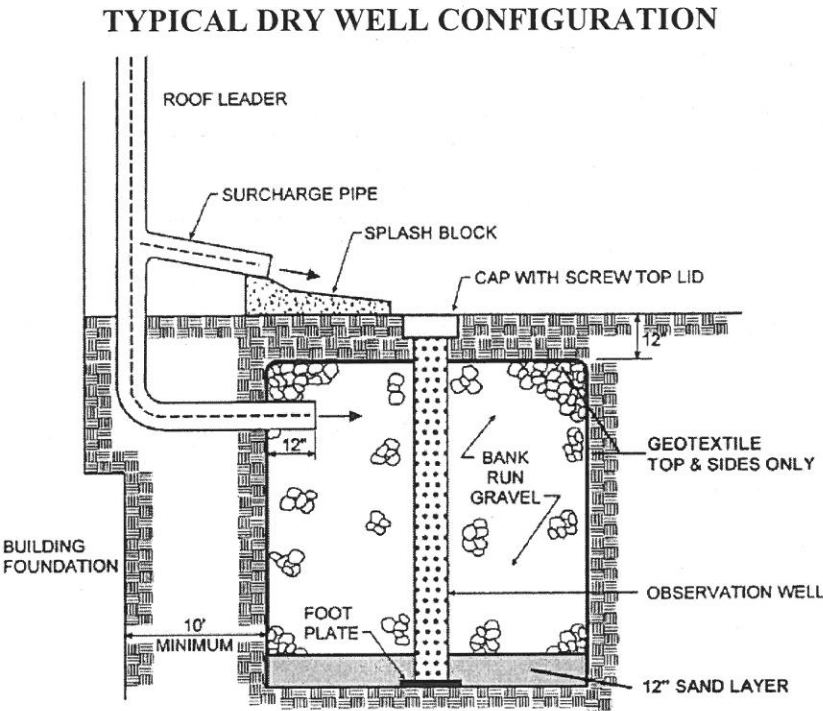 TYPICAL DRY WELL CONFIGURATION
ROOF LEADER
SURCHARGE PIPE
SPLASH BLOCK
CAP WITH SCREW TOP LID
12"
12"
GEOTEXTILE
TOP & SIDES ONLY
BANK
RUN
GRAVEL
BUILDING
FOUNDATION
OBSERVATION WELL
FOOT
PLATE
10'
MINIMUM
12" SAND LAYER